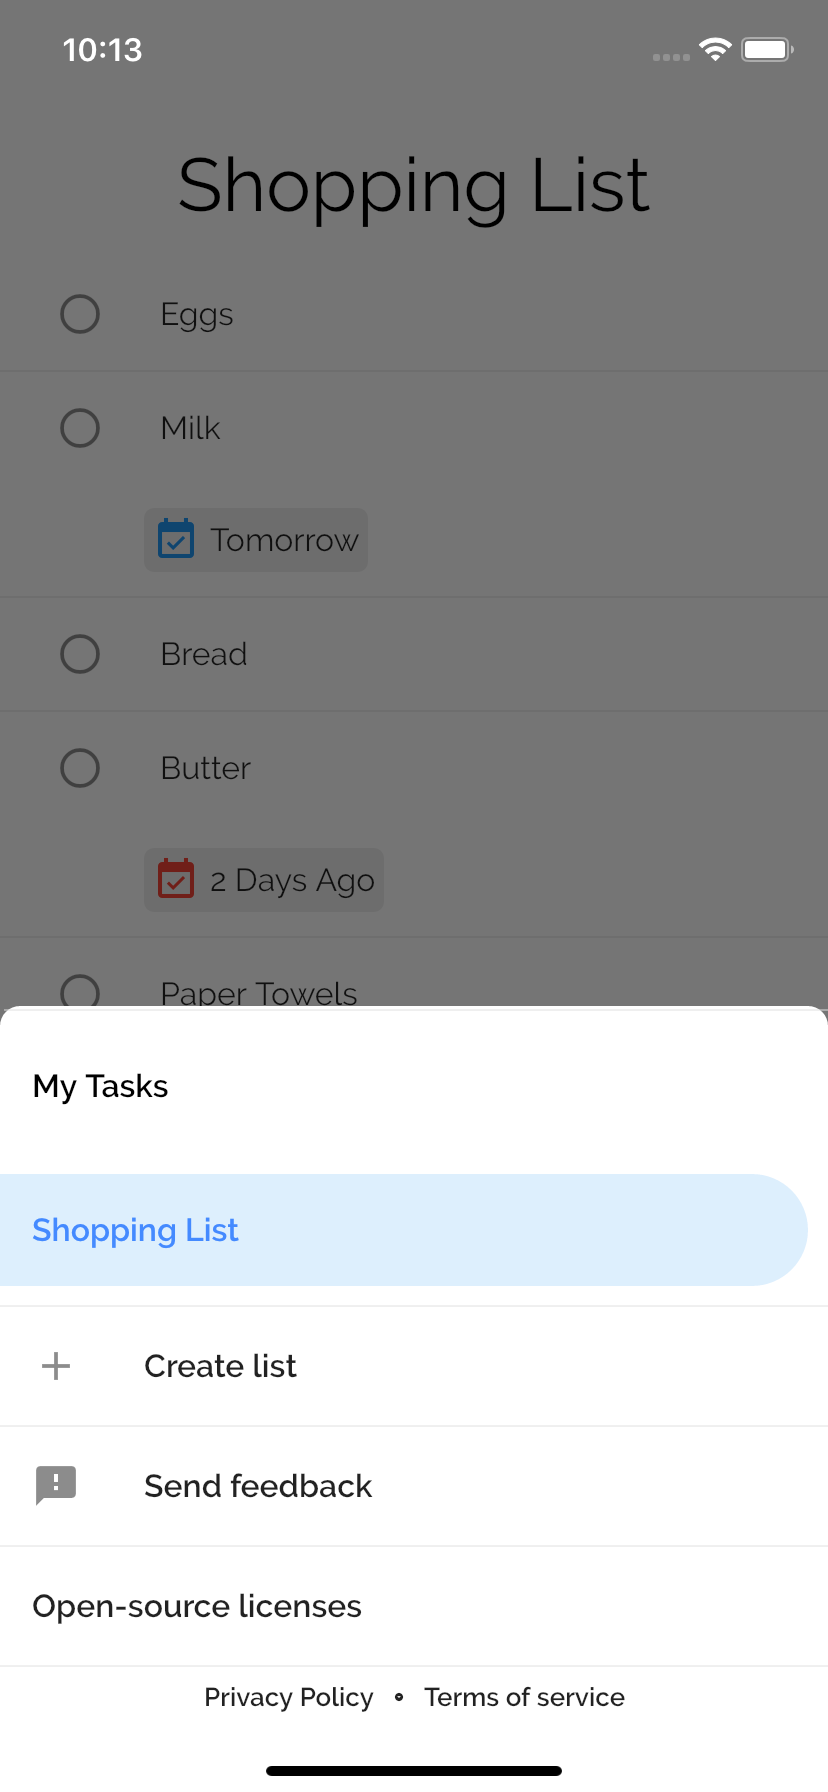 10:13
Shopping List
Eggs
Milk
Tomorrow
Bread
Butter
2 Days Ago
Paper Towels
My Tasks
Shopping List
Create list
Send feedback
Open-source licenses
Privacy Policy • Terms of service